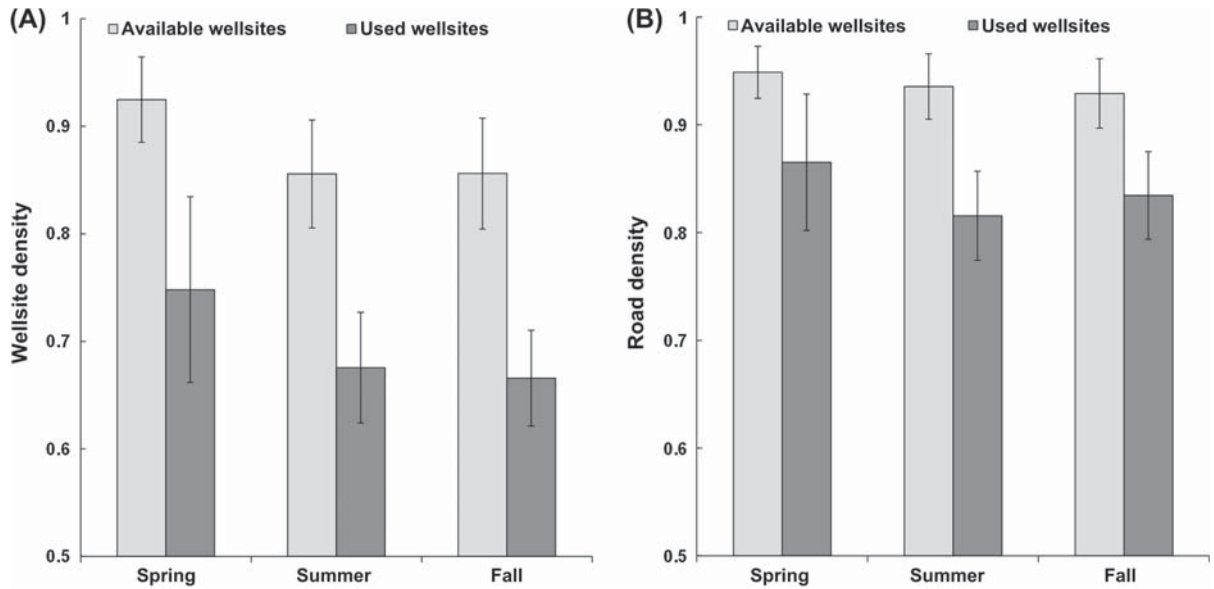 (A)
Available wellsites Used wellsites
Wellsite density
1
0.9
0.8
0.7
0.6
0.5
Spring Summer Fall
(B)
Available wellsites Used wellsites
Road density
1
0.9
0.8
0.7
0.6
0.5
Spring Summer Fall